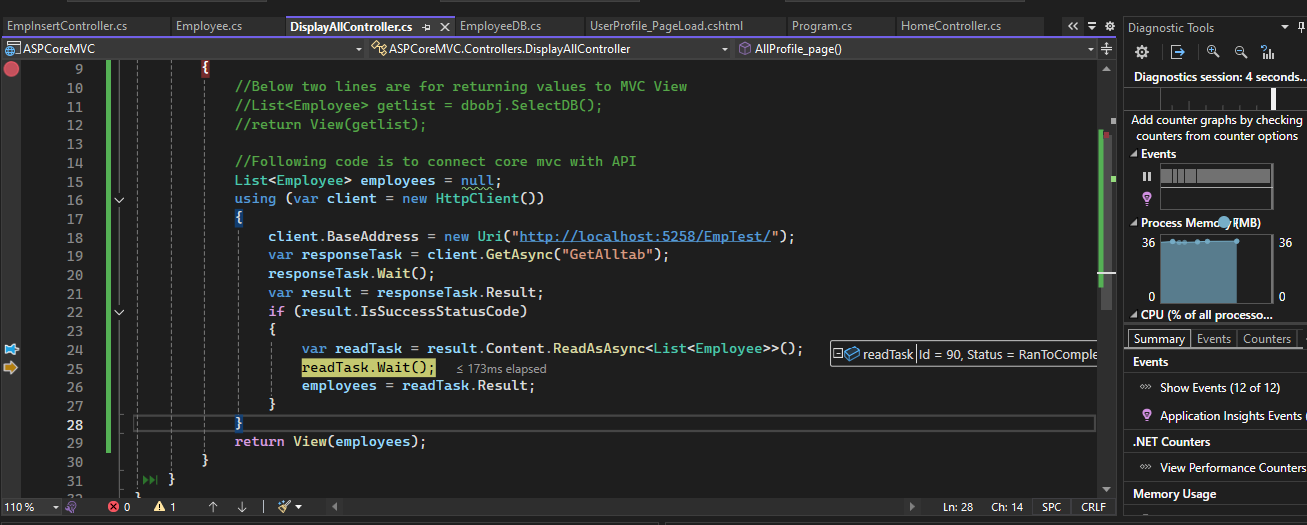 EmpInsertController.cs Employee.cs DisplayAllController.cs EmployeeDB.cs UserProfile_PageLoad.cshtml Program.cs HomeController.cs
ASPCoreMVC ASPCoreMVC.Controllers.DisplayAllController AllProfile_page()
9 {
10 //Below two lines are for returning values to MVC View
11 //List<Employee> getlist = dbobj.SelectDB();
12 //return View(getlist);
13
14 //Following code is to connect core mvc with API
15 List<Employee> employees = null;
16 using (var client = new HttpClient())
17 {
18 client.BaseAddress = new Uri("http://localhost:5258/EmpTest/");
19 var responseTask = client.GetAsync("GetAlltab");
20 responseTask.Wait();
21 var result = responseTask.Result;
22 if (result.IsSuccessStatusCode)
23 {
24 var readTask = result.Content.ReadAsAsync<List<Employee>>(); readTask Id = 90, Status = RanToComple
25 readTask.Wait(); ≤ 173ms elapsed
26 employees = readTask.Result;
27 }
28 }
29 return View(employees);
30 }
31 }
110 % 0 1 Ln: 28 Ch: 14 SPC CRLF
Diagnostic Tools
Diagnostics session: 4 seconds...
Add counter graphs by checking
counters from counter options
Events
Process Memory (MB)
36 36
0 0
CPU (% of all processo...
Summary Events Counters
Events
Show Events (12 of 12)
Application Insights Events (
.NET Counters
View Performance Counters
Memory Usage